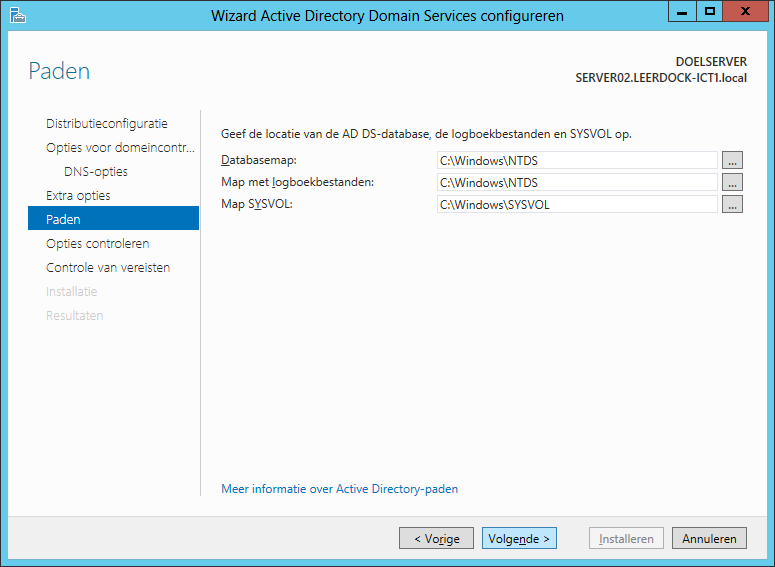 Wizard Active Directory Domain Services configureren
Paden
DOELSERVER
SERVER02.LEERDOCK-ICT1.local
Distributieconfiguratie
Opties voor domeincontr...
DNS-opties
Extra opties
Paden
Opties controleren
Controle van vereisten
Installatie
Resultaten
Geef de locatie van de AD DS-database, de logboekbestanden en SYSVOL op.
Databasemap: C:\Windows\NTDS ...
Map met logboekbestanden: C:\Windows\NTDS ...
Map SYSVOL: C:\Windows\SYSVOL ...
Meer informatie over Active Directory-paden
< Vorige Volgende > Installeren Annuleren